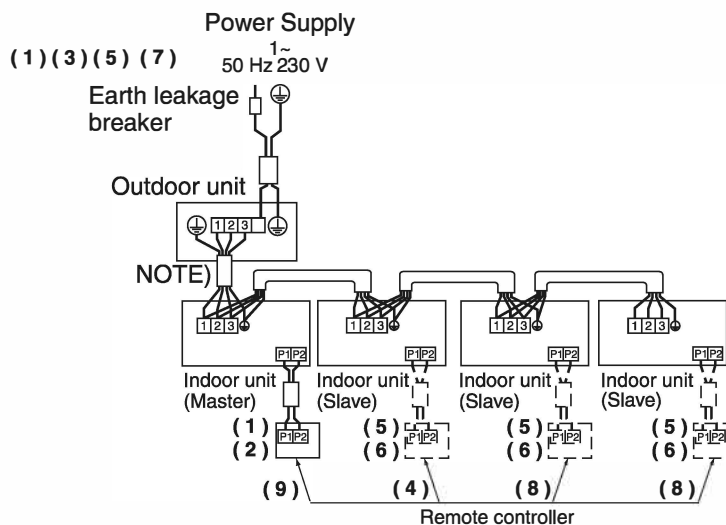 Power Supply
1~
50 Hz 230 V
(1)(3)(5) (7)
Earth leakage
breaker
Outdoor unit
1 2 3
NOTE)
1 2 3
1 2 3
1 2 3
1 2 3
P1 P2
P1 P2
P1 P2
P1 P2
Indoor unit
(Master)
Indoor unit
(Slave)
Indoor unit
(Slave)
Indoor unit
(Slave)
(1)
(2)
P1 P2
(5)
(6)
P1 P2
(5)
(6)
P1 P2
(5)
(6)
P1 P2
(9)
(4)
(8)
(8)
Remote controller